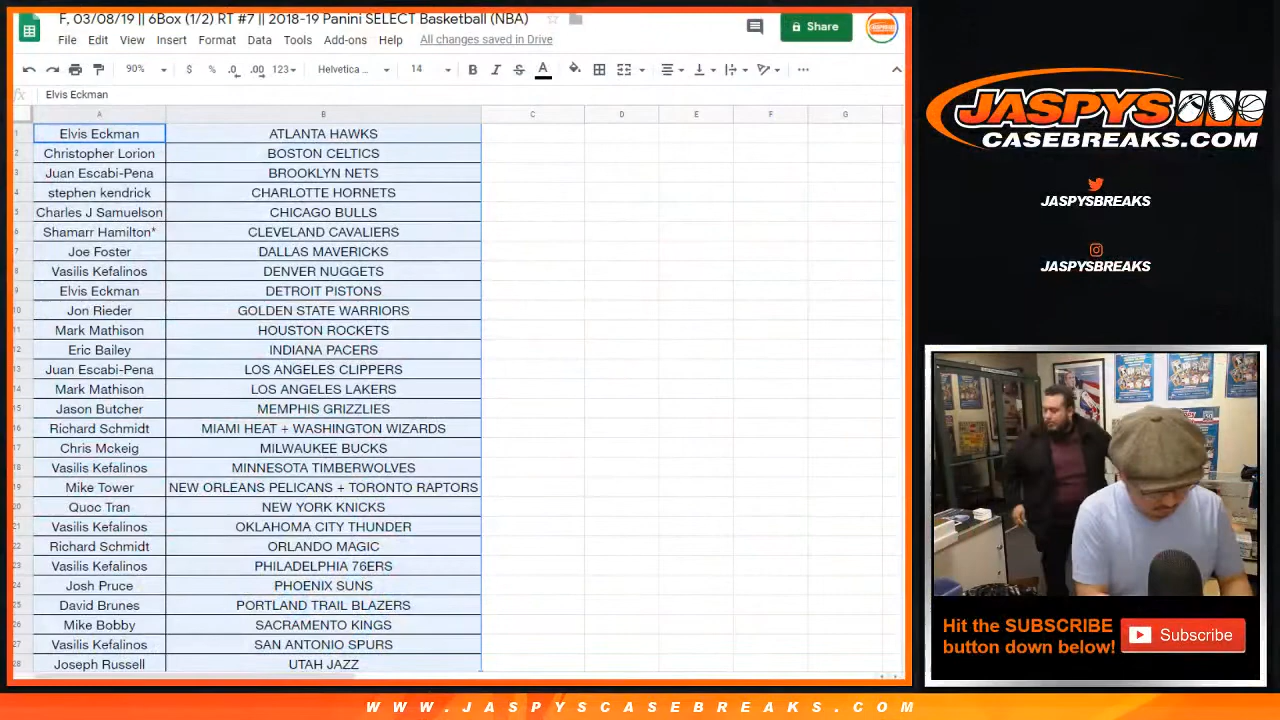 F, 03/08/19 || 6Box (1/2) RT #7 || 2018-19 Panini SELECT Basketball (NBA)
File Edit View Insert Format Data Tools Add-ons Help All changes saved in Drive
Share
90% $ % .0 .00 123 Helvetica ... 14 B I S A
fx Elvis Eckman
A B C D E F G
1 Elvis Eckman ATLANTA HAWKS
2 Christopher Lorion BOSTON CELTICS
3 Juan Escabi-Pena BROOKLYN NETS
4 stephen kendrick CHARLOTTE HORNETS
5 Charles J Samuelson CHICAGO BULLS
6 Shamarr Hamilton* CLEVELAND CAVALIERS
7 Joe Foster DALLAS MAVERICKS
8 Vasilis Kefalinos DENVER NUGGETS
9 Elvis Eckman DETROIT PISTONS
10 Jon Rieder GOLDEN STATE WARRIORS
11 Mark Mathison HOUSTON ROCKETS
12 Eric Bailey INDIANA PACERS
13 Juan Escabi-Pena LOS ANGELES CLIPPERS
14 Mark Mathison LOS ANGELES LAKERS
15 Jason Butcher MEMPHIS GRIZZLIES
16 Richard Schmidt MIAMI HEAT + WASHINGTON WIZARDS
17 Chris Mckeig MILWAUKEE BUCKS
18 Vasilis Kefalinos MINNESOTA TIMBERWOLVES
19 Mike Tower NEW ORLEANS PELICANS + TORONTO RAPTORS
20 Quoc Tran NEW YORK KNICKS
21 Vasilis Kefalinos OKLAHOMA CITY THUNDER
22 Richard Schmidt ORLANDO MAGIC
23 Vasilis Kefalinos PHILADELPHIA 76ERS
24 Josh Pruce PHOENIX SUNS
25 David Brunes PORTLAND TRAIL BLAZERS
26 Mike Bobby SACRAMENTO KINGS
27 Vasilis Kefalinos SAN ANTONIO SPURS
28 Joseph Russell UTAH JAZZ
JASPYS
CASEBREAKS.COM
JASPYSBREAKS
JASPYSBREAKS
Hit the SUBSCRIBE
button down below!
Subscribe
WWW.JASPYSCASEBREAKS.COM